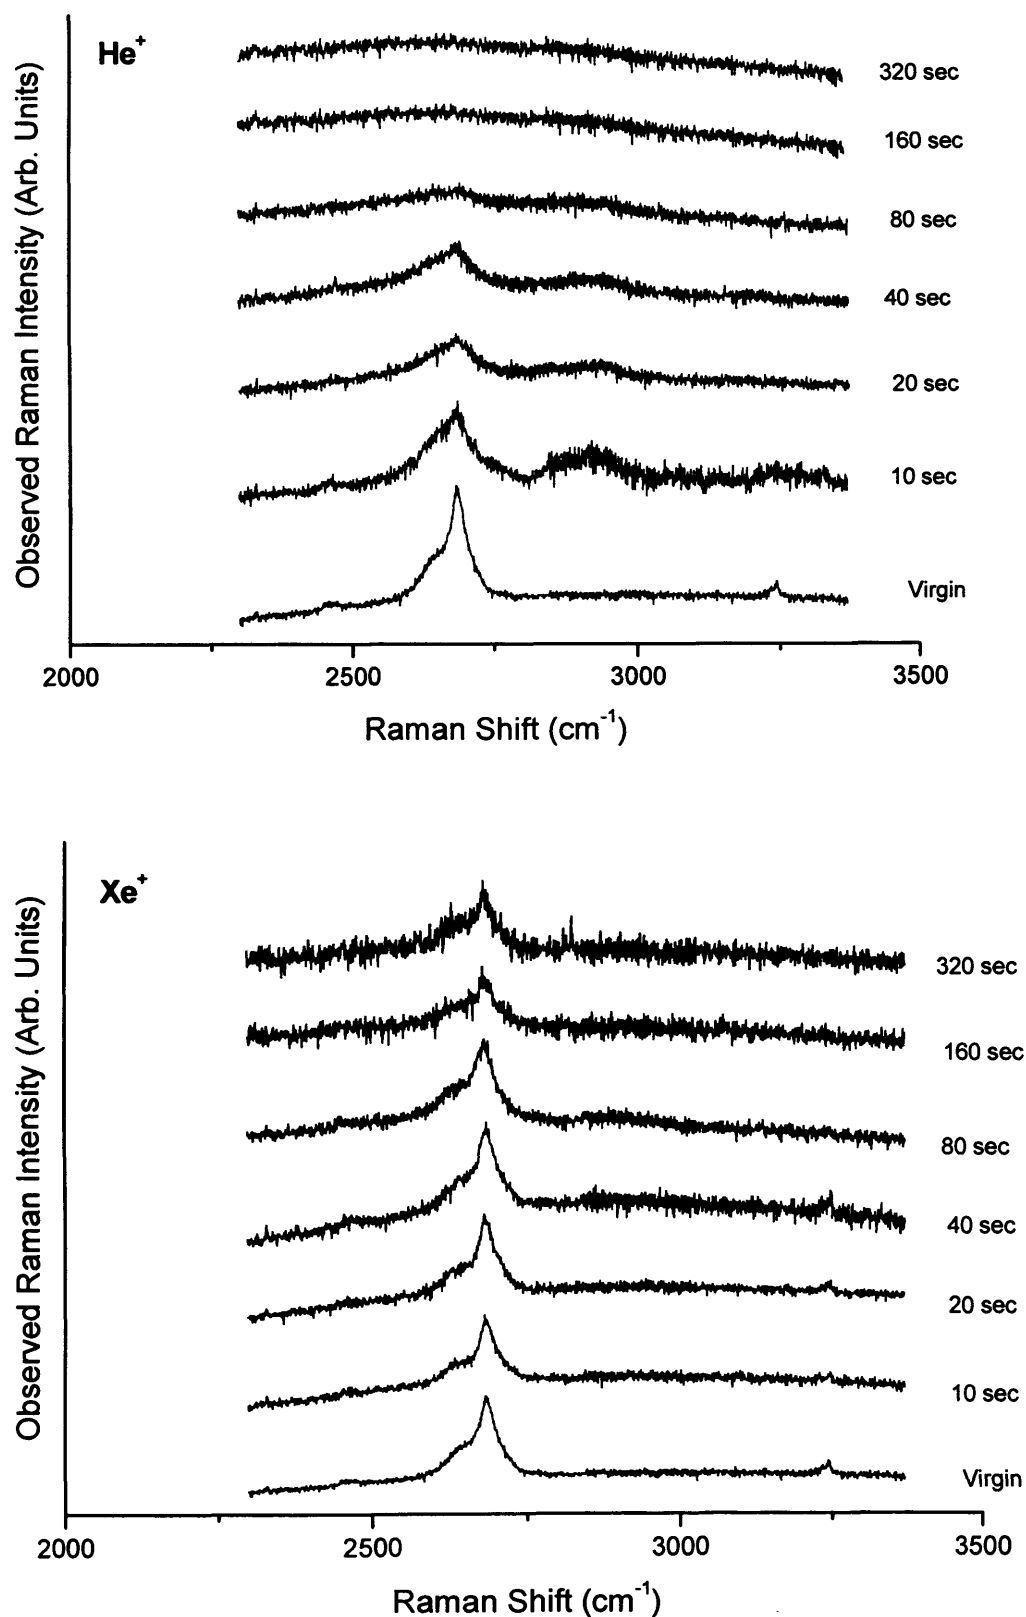 He+
Observed Raman Intensity (Arb. Units)
320 sec
160 sec
80 sec
40 sec
20 sec
10 sec
Virgin
2000 2500 3000 3500
Raman Shift (cm-1)
Xe+
Observed Raman Intensity (Arb. Units)
320 sec
160 sec
80 sec
40 sec
20 sec
10 sec
Virgin
2000 2500 3000 3500
Raman Shift (cm-1)